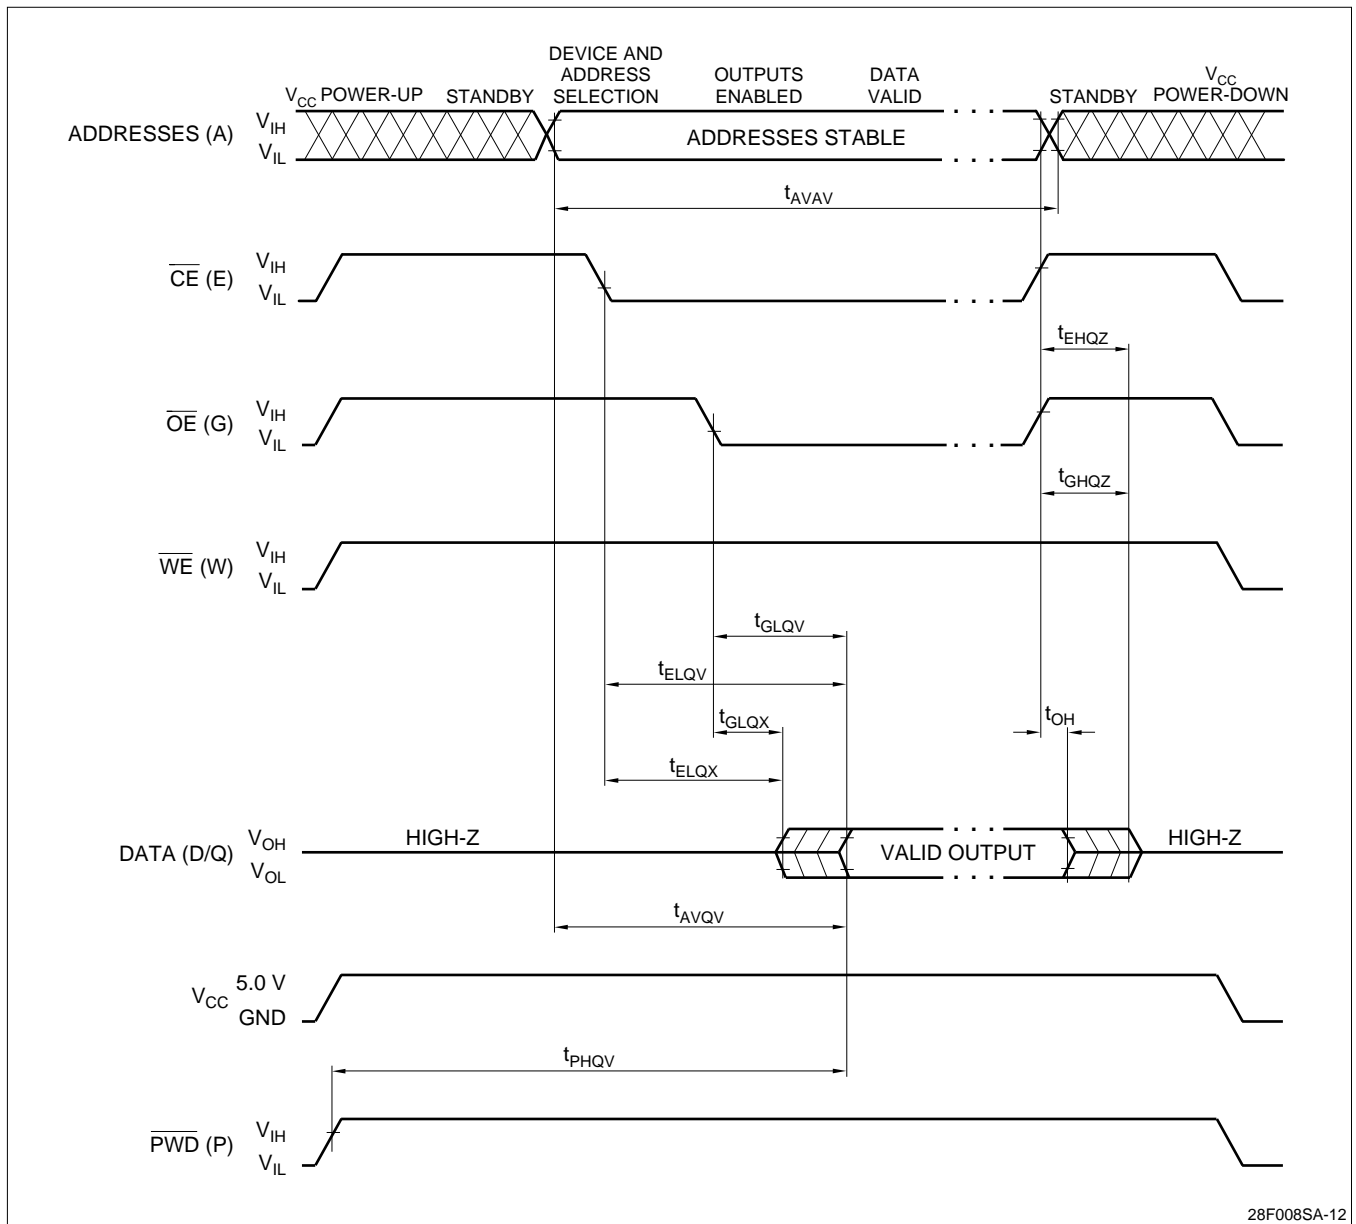 DEVICE AND
ADDRESS
SELECTION
OUTPUTS
ENABLED
DATA
VALID
VCC POWER-UP
STANDBY
STANDBY
VCC
POWER-DOWN
ADDRESSES (A)
VIH
VIL
ADDRESSES STABLE
tAVAV
CE (E)
VIH
VIL
tEHQZ
OE (G)
VIH
VIL
tGHQZ
WE (W)
VIH
VIL
tGLQV
tELQV
tGLQX
tOH
tELQX
DATA (D/Q)
VOH
VOL
HIGH-Z
VALID OUTPUT
HIGH-Z
tAVQV
VCC
5.0 V
GND
tPHQV
PWD (P)
VIH
VIL
28F008SA-12